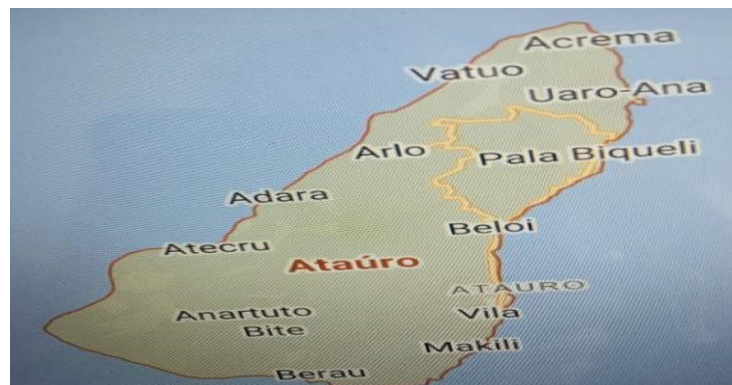 Acrema
Vatuo
Uaro-Ana
Arlo
Pala Biqueli
Adara
Beloi
Atecru
Ataúro
ATAURO
Anartuto
Bite
Vila
Makili
Berau